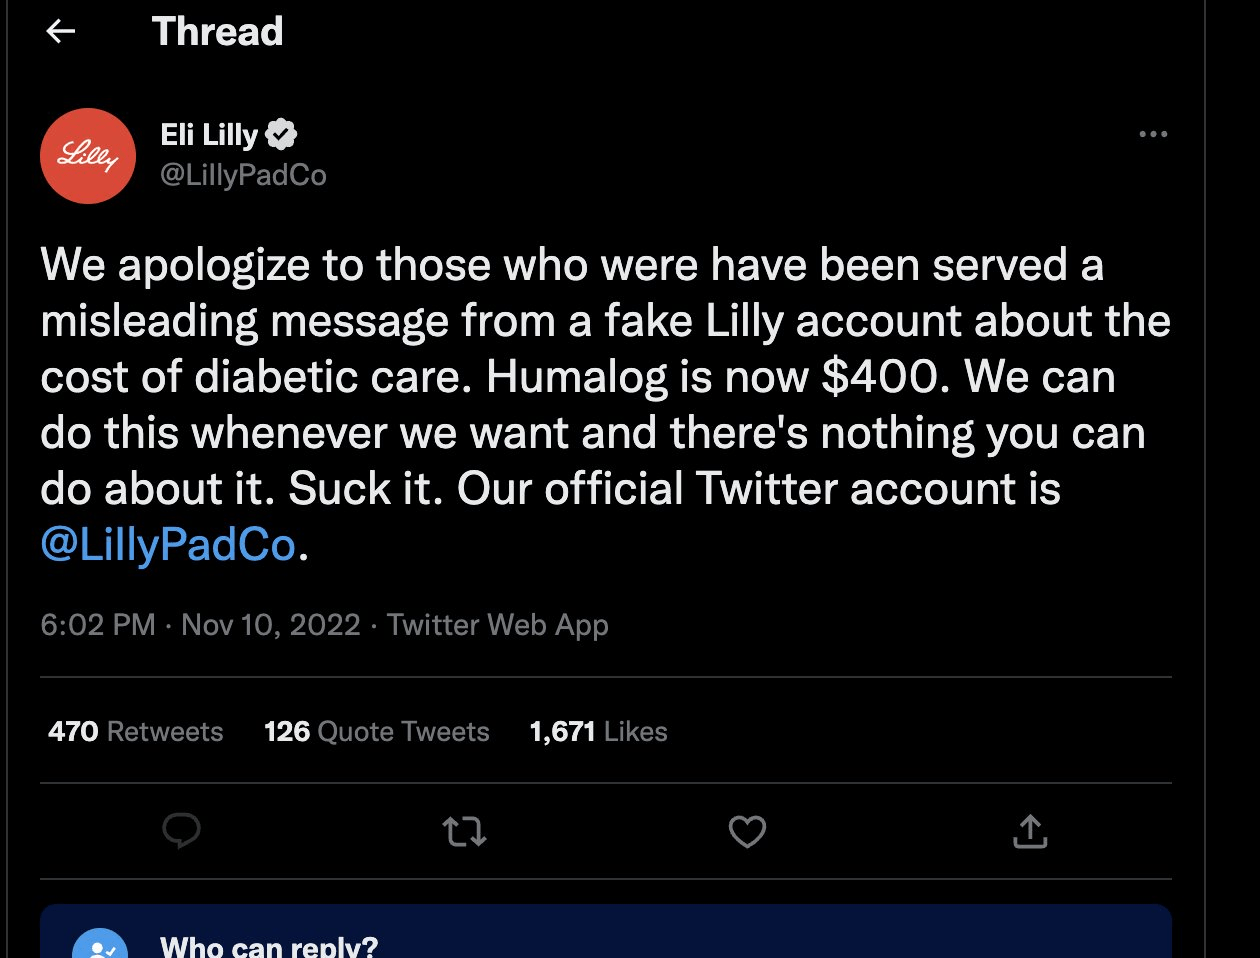 Thread
Lilly
Eli Lilly
@LillyPadCo
We apologize to those who were have been served a
misleading message from a fake Lilly account about the
cost of diabetic care. Humalog is now $400. We can
do this whenever we want and there's nothing you can
do about it. Suck it. Our official Twitter account is
@LillyPadCo.
6:02 PM · Nov 10, 2022 · Twitter Web App
470 Retweets 126 Quote Tweets 1,671 Likes
Who can reply?